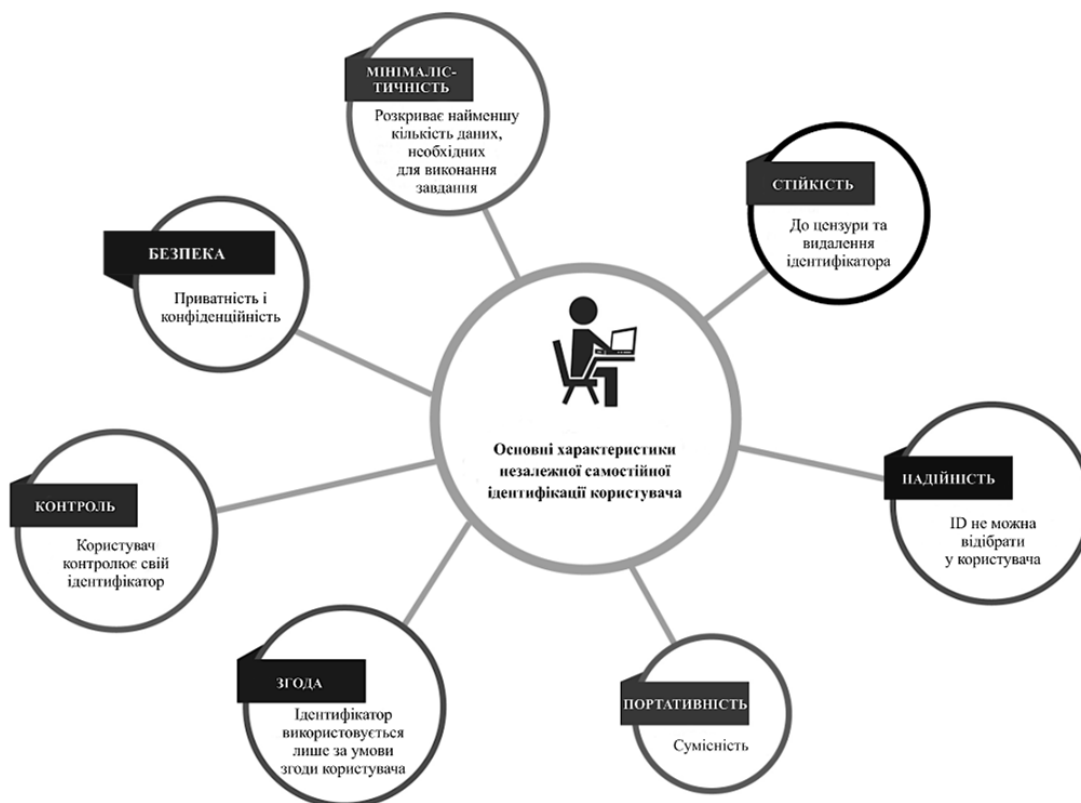 МІНІМАЛІС-
ТИЧНІСТЬ
Розкриває найменшу
кількість даних,
необхідних
для виконання
завдання
СТІЙКІСТЬ
До цензури та
видалення
ідентифікатора
БЕЗПЕКА
Приватність і
конфіденційність
Основні характеристики
незалежної самостійної
ідентифікації користувача
НАДІЙНІСТЬ
ID не можна
відібрати
у користувача
КОНТРОЛЬ
Користувач
контролює свій
ідентифікатор
ЗГОДА
Ідентифікатор
використовується
лише за умови
згоди користувача
ПОРТАТИВНІСТЬ
Сумісність